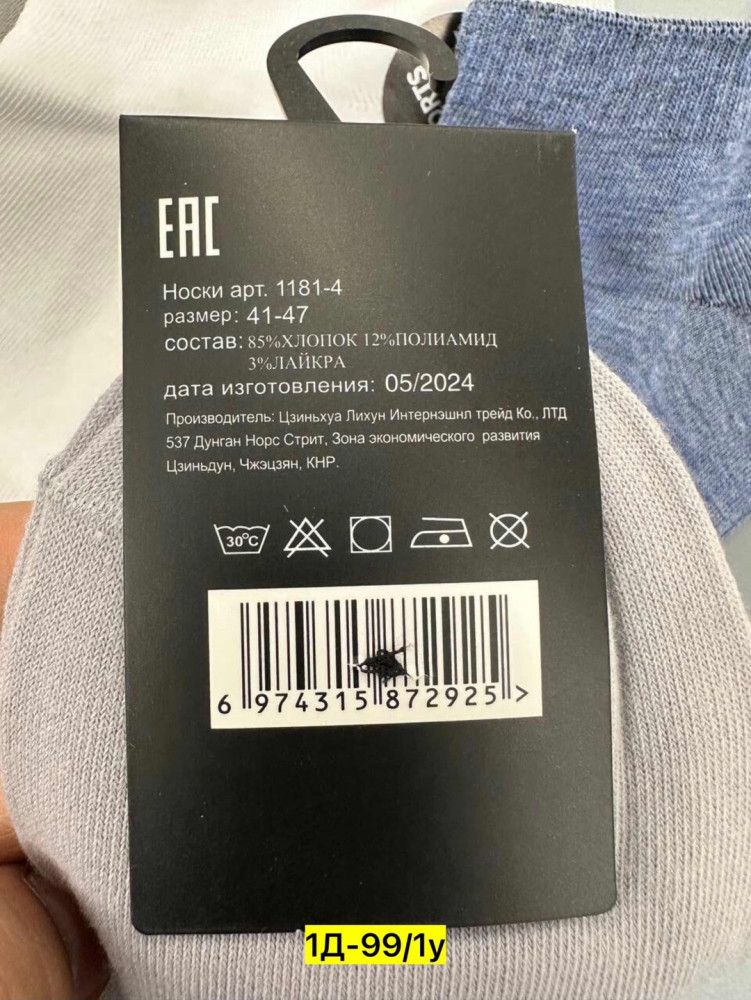 ORTS
EAC
Носки арт. 1181-4
размер: 41-47
состав: 85%ХЛОПОК 12%ПОЛИАМИД
3%ЛАЙКРА
дата изготовления: 05/2024
Производитель: Цзиньхуа Лихун Интернэшнл трейд Ко., ЛТД
537 Дунган Норс Стрит, Зона экономического развития
Цзиньдун, Чжэцзян, КНР.
30°C
6 974315 872925 >
1Д-99/1у